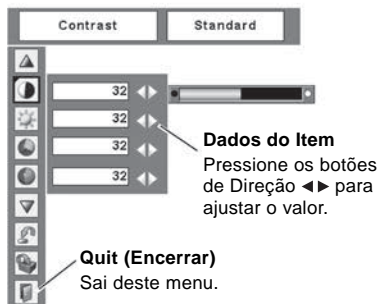 Contrast Standard
32
32
32
32
Dados do Item
Pressione os botões
de Direção ◄► para
ajustar o valor.
Quit (Encerrar)
Sai deste menu.